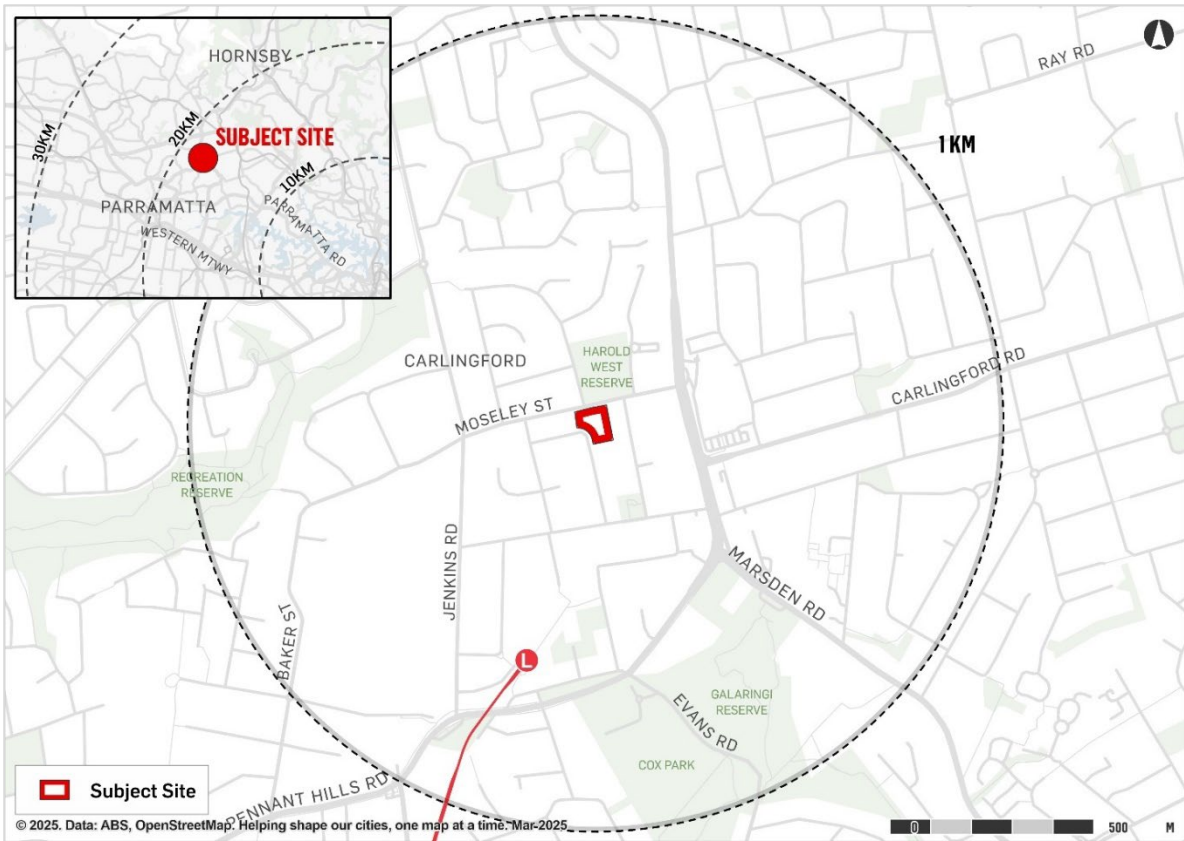 HORNSBY
30KM
20KM
SUBJECT SITE
10KM
PARRAMATTA
PARRAMATTA RD
WESTERN MTWY
RAY RD
1 KM
CARLINGFORD
HAROLD
WEST
RESERVE
CARLINGFORD RD
MOSELEY ST
RECREATION
RESERVE
JENKINS RD
MARSDEN RD
BAKER ST
L
GALARINGI
RESERVE
EVANS RD
COX PARK
PENNANT HILLS RD
Subject Site
© 2025. Data: ABS, OpenStreetMap. Helping shape our cities, one map at a time. Mar-2025
0 500 M